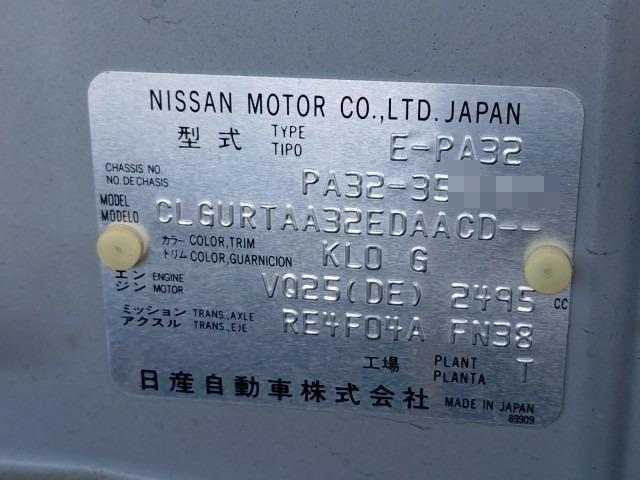 NISSAN MOTOR CO.,LTD. JAPAN
型式 TYPE TIPO E-PA32
CHASSIS NO. NO.DE CHASIS PA32-35
MODEL MODELO CLGURTAA32EDAACD--
カラー COLOR,TRIM トリム COLOR,GUARNICION KL0 G
エンジン ENGINE MOTOR VQ25(DE) 2495 CC
ミッション TRANS.,AXLE アクスル TRANS.,EJE RE4F04A FN38
工場 PLANT PLANTA T
日産自動車株式会社 MADE IN JAPAN
89909